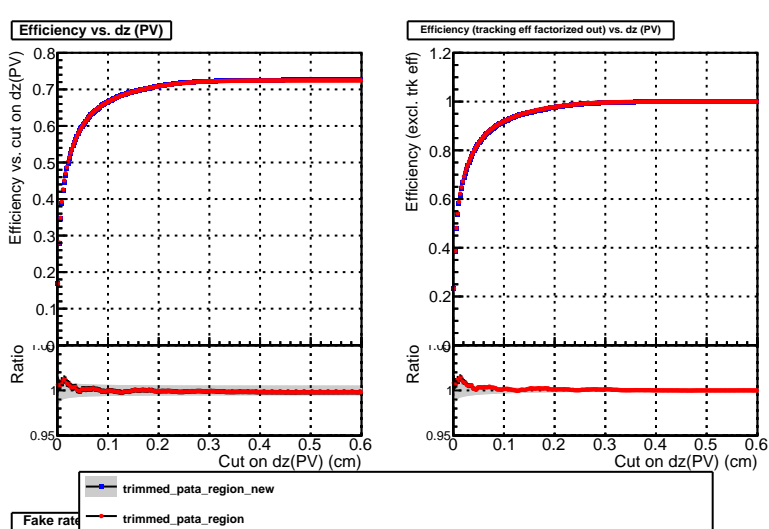 Efficiency vs. dz (PV)
Efficiency vs. cut on dz(PV)
0.8
0.7
0.6
0.5
0.4
0.3
0.2
0.1
0
Ratio
1
0.95
0 0.1 0.2 0.3 0.4 0.5 0.6
Cut on dz(PV) (cm)
Efficiency (tracking eff factorized out) vs. dz (PV)
Efficiency (excl. trk eff)
1.2
1
0.8
0.6
0.4
0.2
0
Ratio
1
0.95
0 0.1 0.2 0.3 0.4 0.5 0.6
Cut on dz(PV) (cm)
trimmed_pata_region_new
trimmed_pata_region
Fake rate